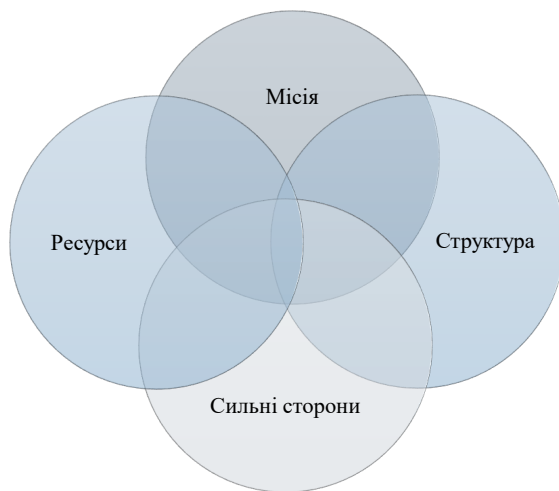 Місія
Ресурси
Структура
Сильні сторони